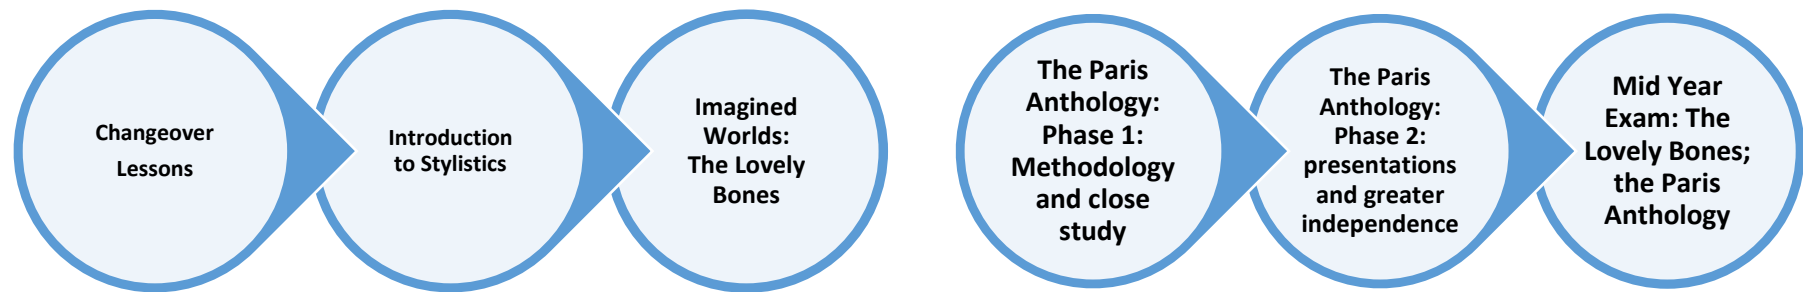 Changeover
Lessons
Introduction
to Stylistics
Imagined
Worlds:
The Lovely
Bones
The Paris
Anthology:
Phase 1:
Methodology
and close
study
The Paris
Anthology:
Phase 2:
presentations
and greater
independence
Mid Year
Exam: The
Lovely Bones;
the Paris
Anthology